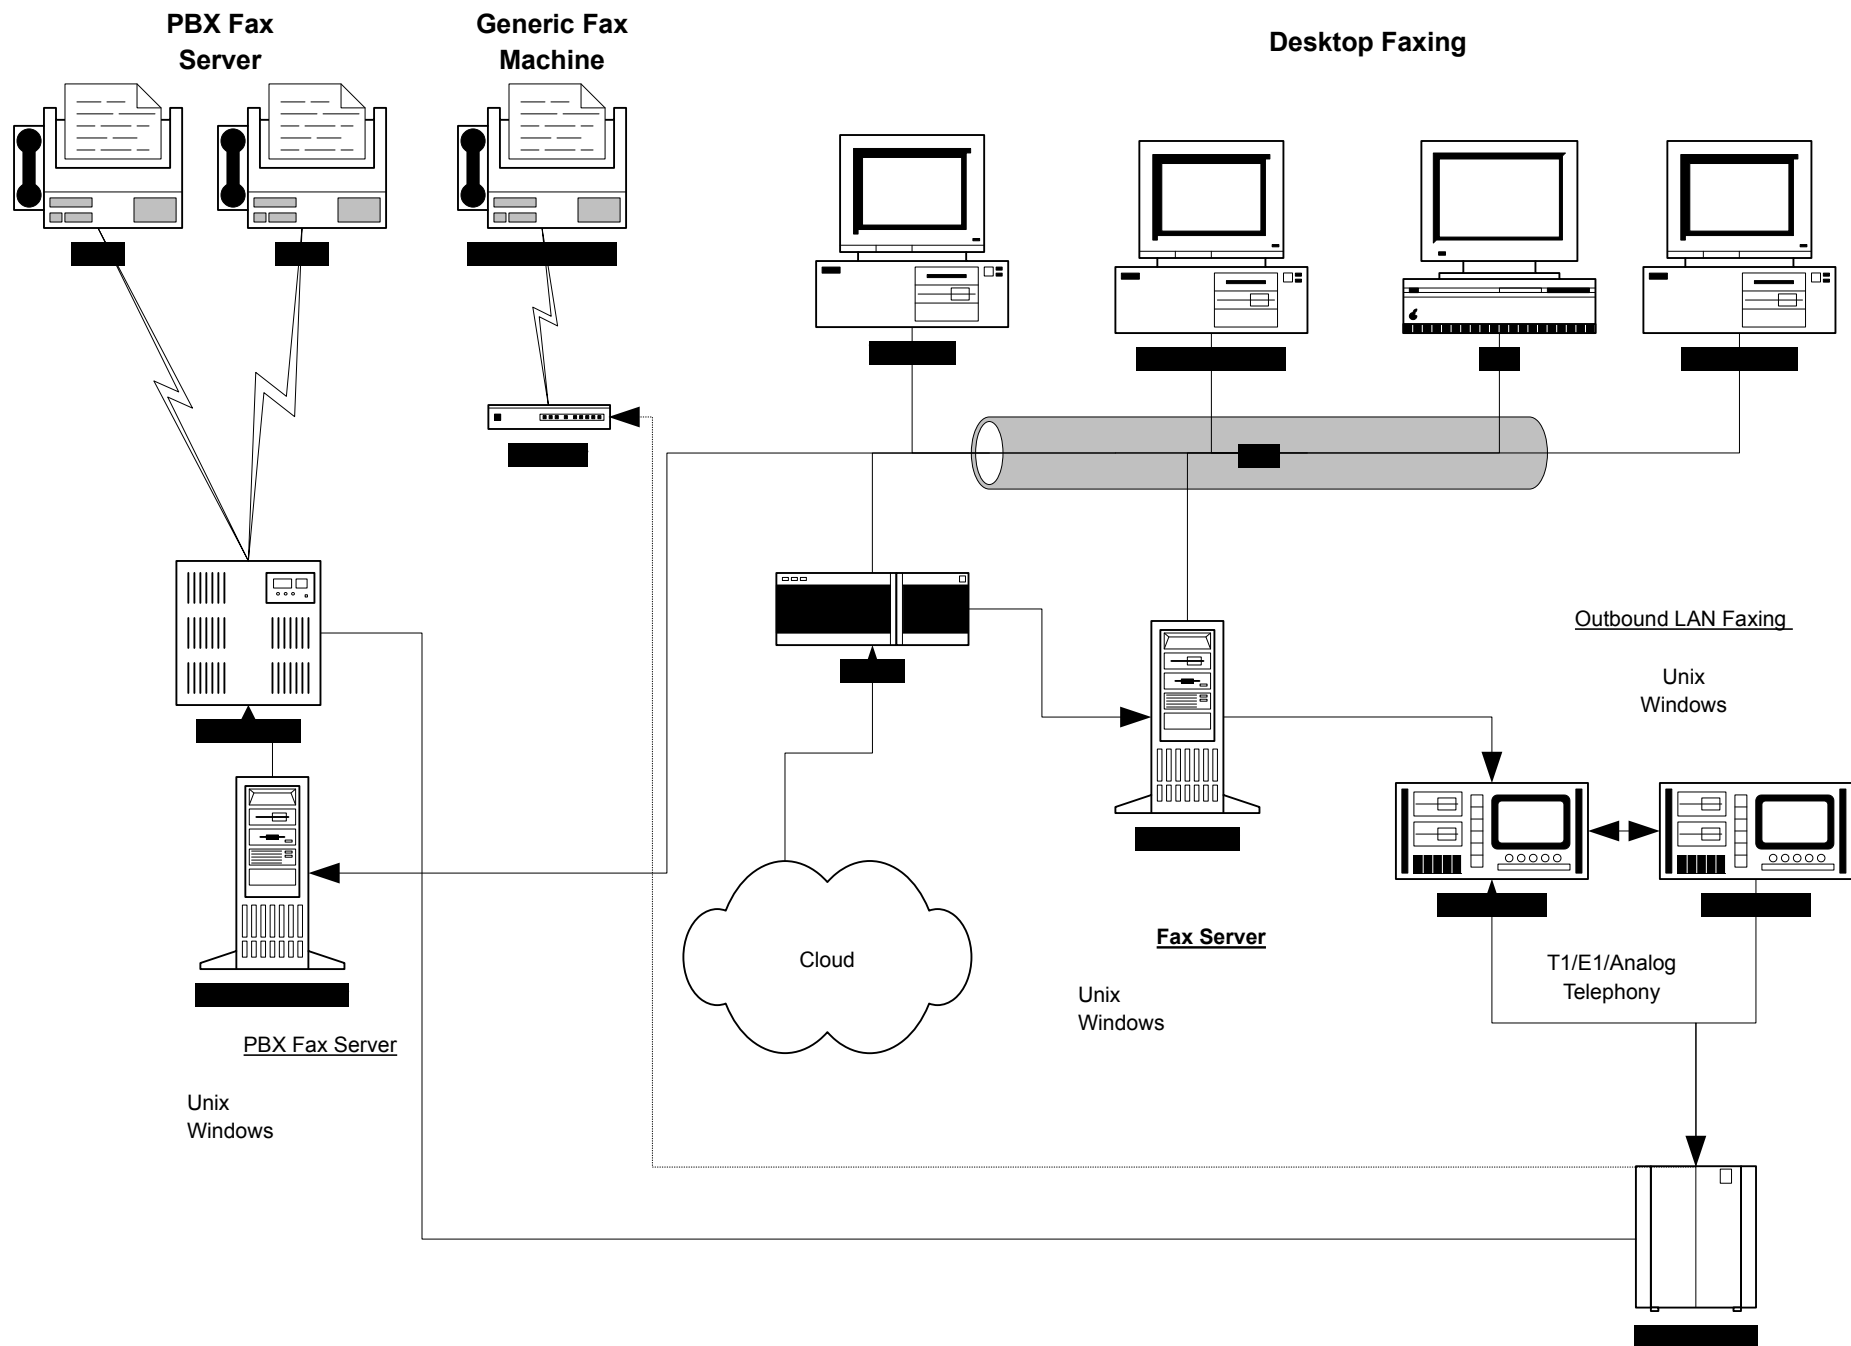 PBX Fax
Server
Generic Fax
Machine
Desktop Faxing
Outbound LAN Faxing
Unix
Windows
Cloud
Fax Server
Unix
Windows
T1/E1/Analog
Telephony
PBX Fax Server
Unix
Windows